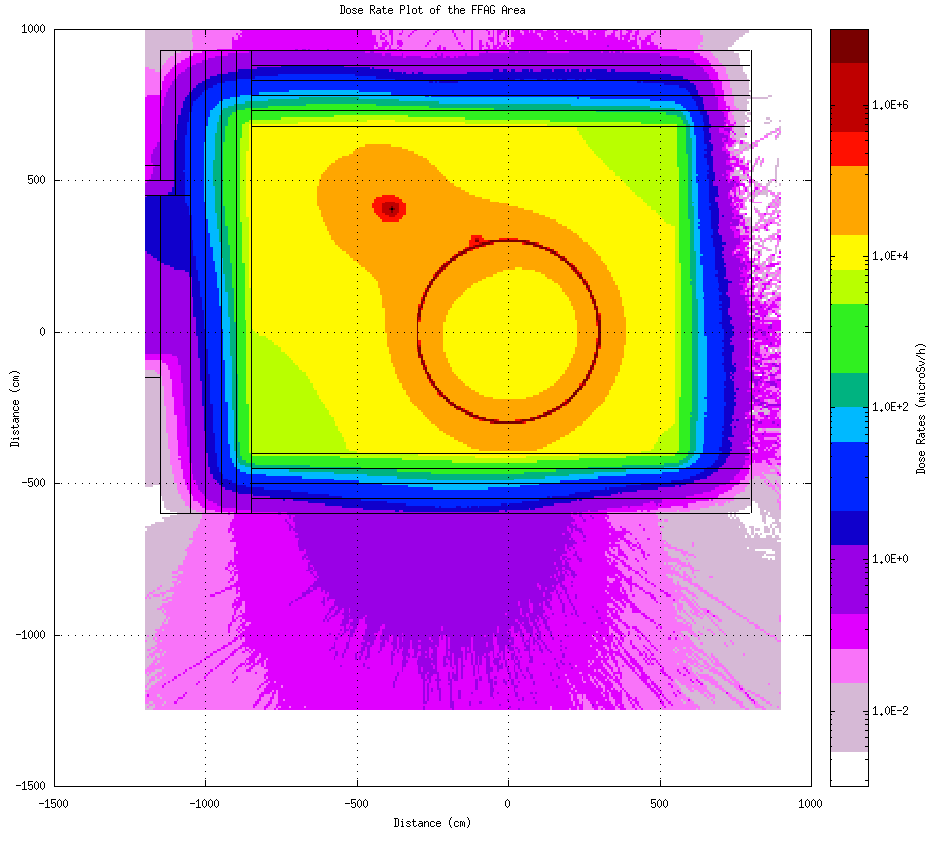 Dose Rate Plot of the FFAG Area
1000
500
0
-500
-1000
-1500
-1500
-1000
-500
0
500
1000
Distance (cm)
Distance (cm)
1.0E+6
1.0E+4
1.0E+2
1.0E+0
1.0E-2
Dose Rates (microSv/h)